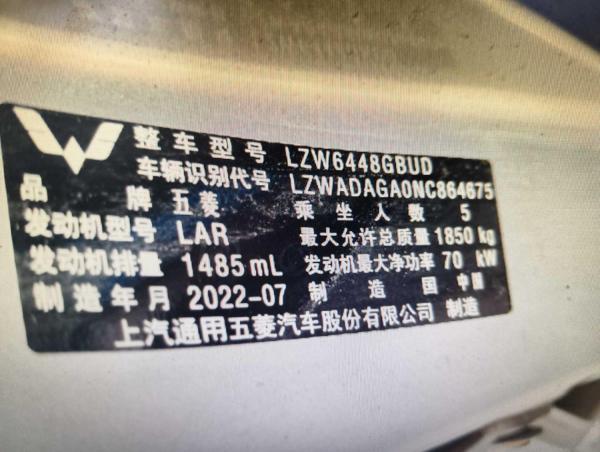 整车型号 LZW6448GBUD
车辆识别代号 LZWADAGA0NC864675
品牌 五菱 乘坐人数 5
发动机型号 LAR 最大允许总质量 1850 kg
发动机排量 1485 mL 发动机最大净功率 70 kW
制造年月 2022-07 制造国 中国
上汽通用五菱汽车股份有限公司 制造